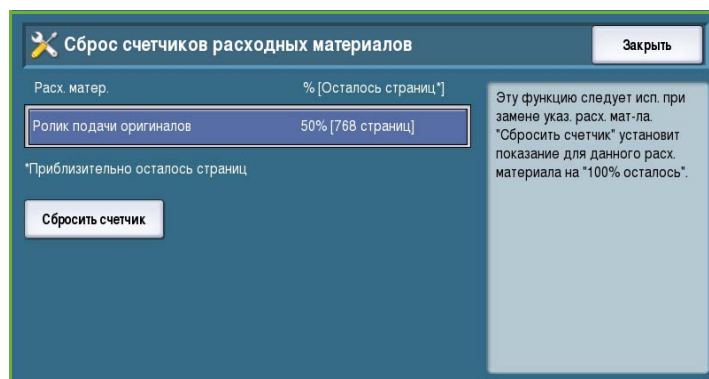 Сброс счетчиков расходных материалов
Закрыть
Расх. матер.
% [Осталось страниц*]
Ролик подачи оригиналов
50% [768 страниц]
*Приблизительно осталось страниц
Сбросить счетчик
Эту функцию следует исп. при
замене указ. расх. мат-ла.
"Сбросить счетчик" установит
показание для данного расх.
материала на "100% осталось".